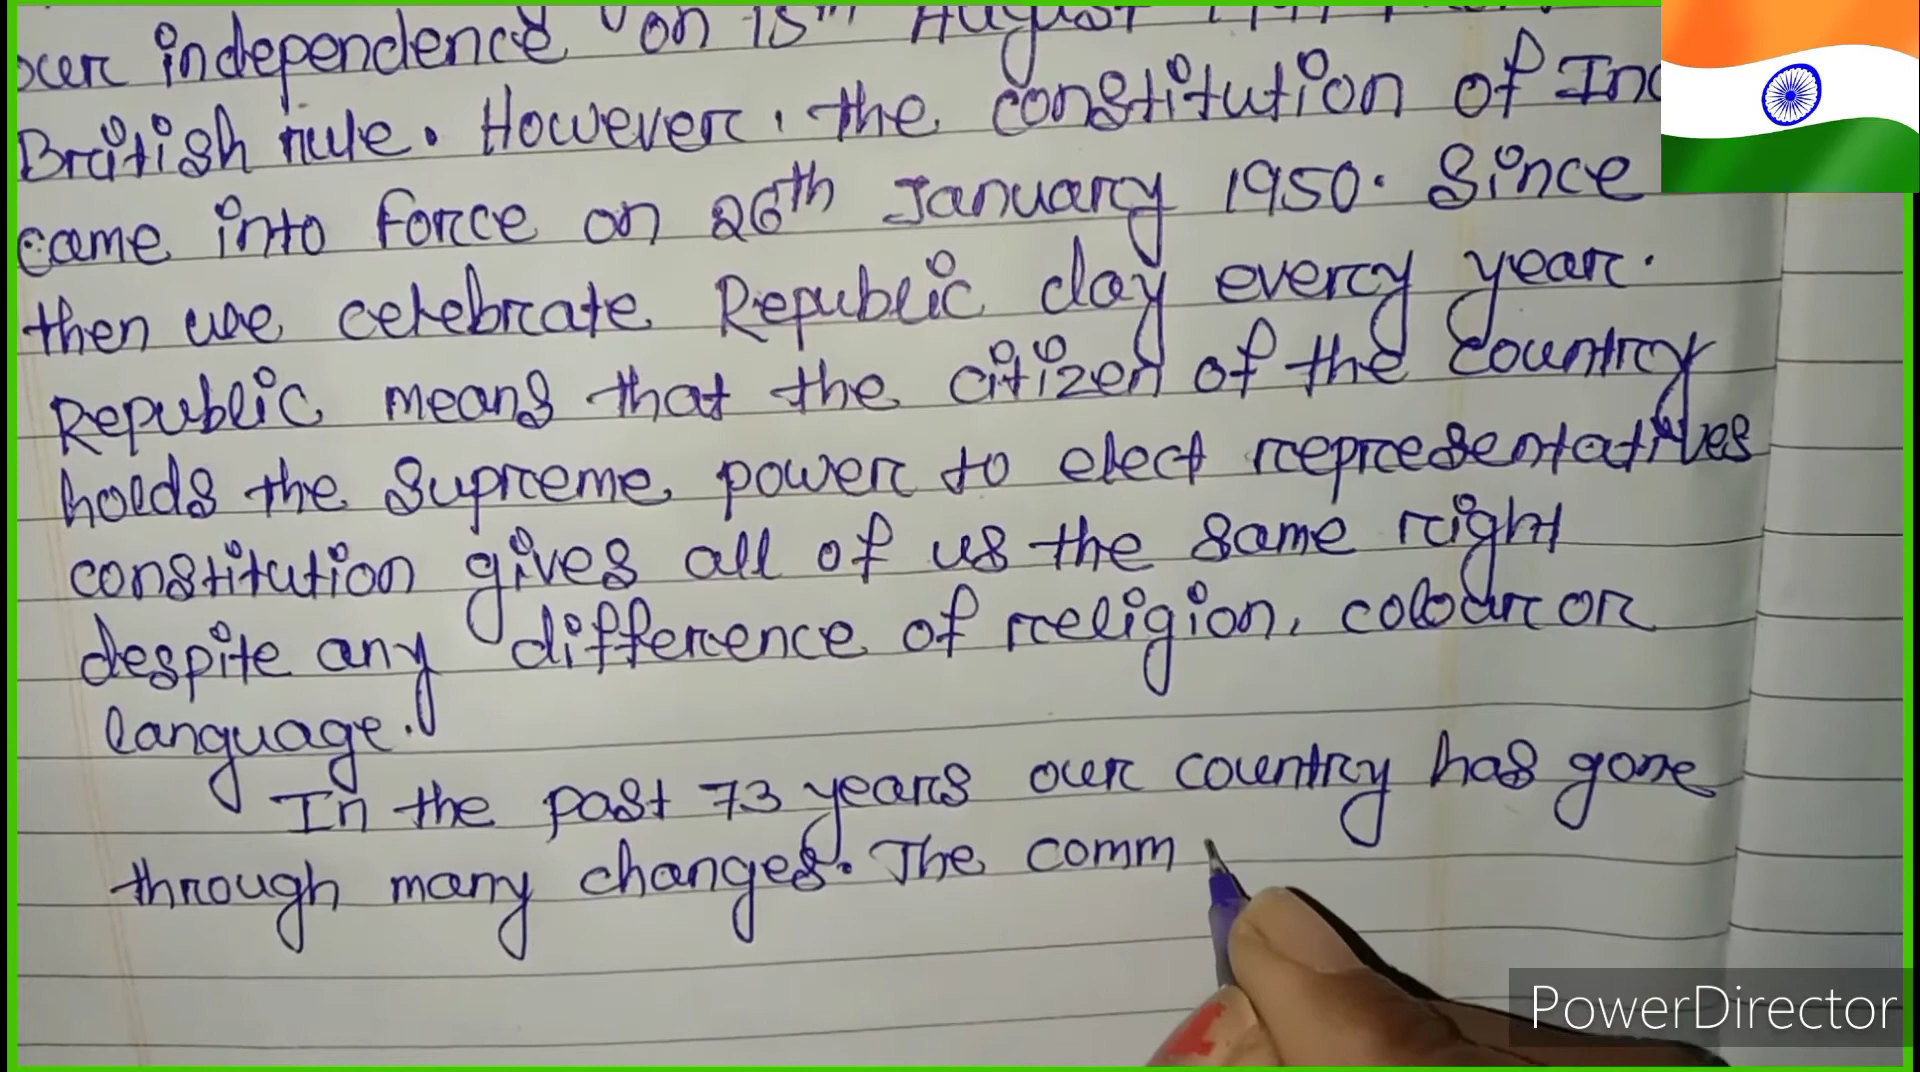 our independence on 15th August 1947
British rule. However, the constitution of
came into force on 26th January 1950. Since
then we celebrate Republic day every year.
Republic means that the citizen of the country
holds the supreme power to elect representatives
constitution gives all of us the same right
despite any difference of religion, colour or
language.
In the past 73 years our country has gone
through many changes. The comm
PowerDirector